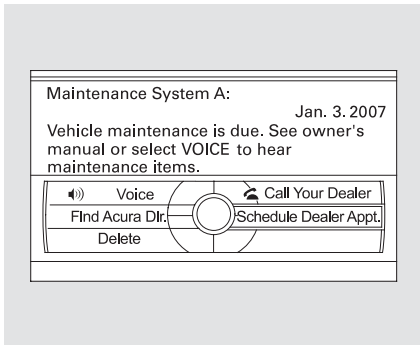 Maintenance System A:
Jan. 3. 2007
Vehicle maintenance is due. See owner's
manual or select VOICE to hear
maintenance items.
Voice
Call Your Dealer
FInd Acura Dlr.
Schedule Dealer Appt.
Delete